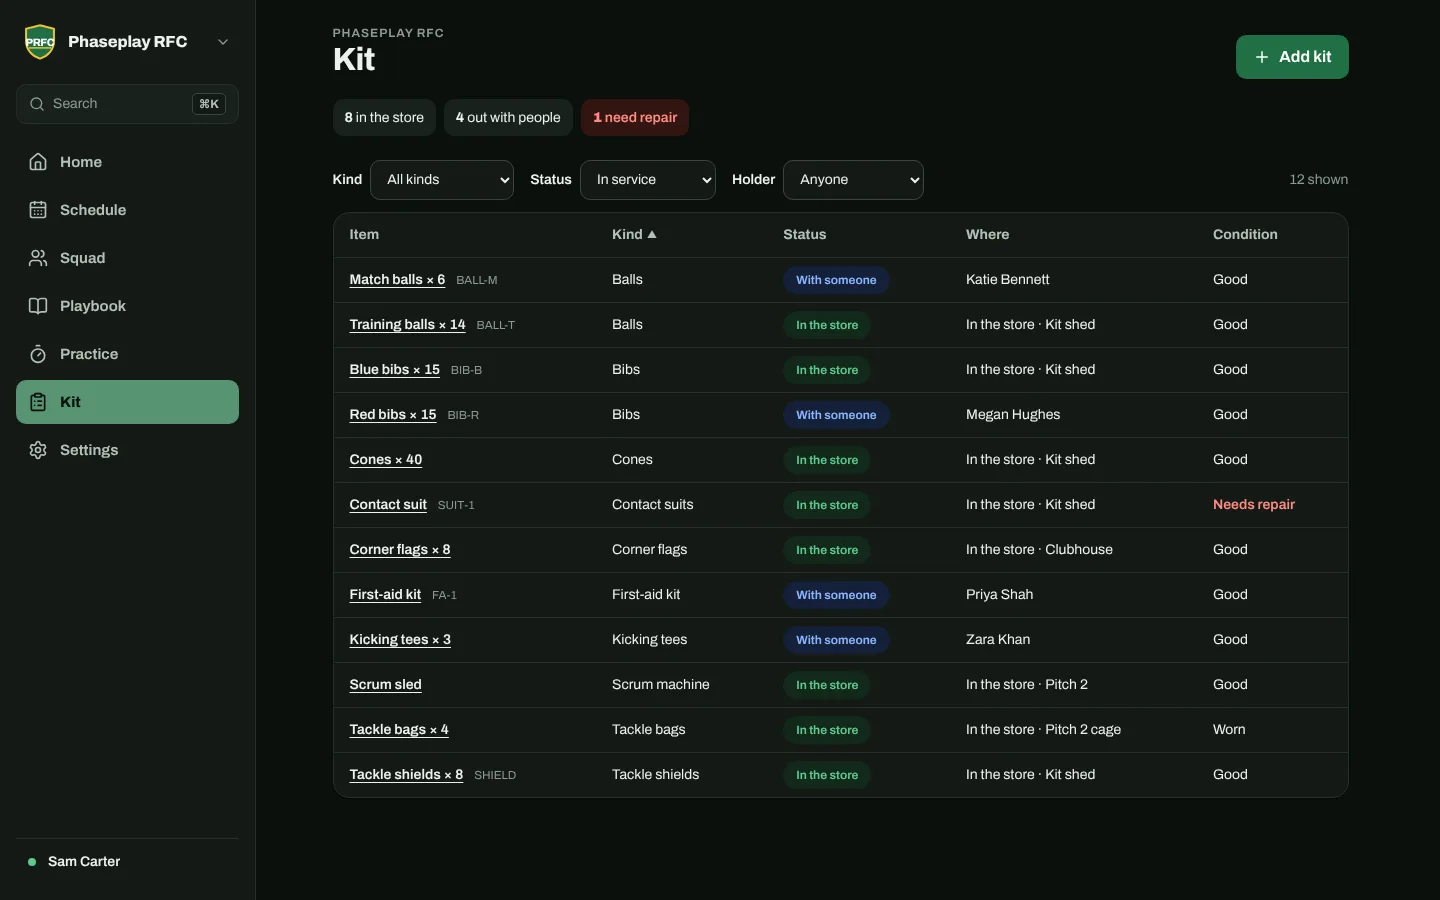 PRFC Phaseplay RFC
Search ⌘K
Home
Schedule
Squad
Playbook
Practice
Kit
Settings
Sam Carter
PHASEPLAY RFC
Kit
+ Add kit
8 in the store 4 out with people 1 need repair
Kind All kinds Status In service Holder Anyone 12 shown
Item Kind ▲ Status Where Condition
Match balls × 6 BALL-M Balls With someone Katie Bennett Good
Training balls × 14 BALL-T Balls In the store In the store · Kit shed Good
Blue bibs × 15 BIB-B Bibs In the store In the store · Kit shed Good
Red bibs × 15 BIB-R Bibs With someone Megan Hughes Good
Cones × 40 Cones In the store In the store · Kit shed Good
Contact suit SUIT-1 Contact suits In the store In the store · Kit shed Needs repair
Corner flags × 8 Corner flags In the store In the store · Clubhouse Good
First-aid kit FA-1 First-aid kit With someone Priya Shah Good
Kicking tees × 3 Kicking tees With someone Zara Khan Good
Scrum sled Scrum machine In the store In the store · Pitch 2 Good
Tackle bags × 4 Tackle bags In the store In the store · Pitch 2 cage Worn
Tackle shields × 8 SHIELD Tackle shields In the store In the store · Kit shed Good